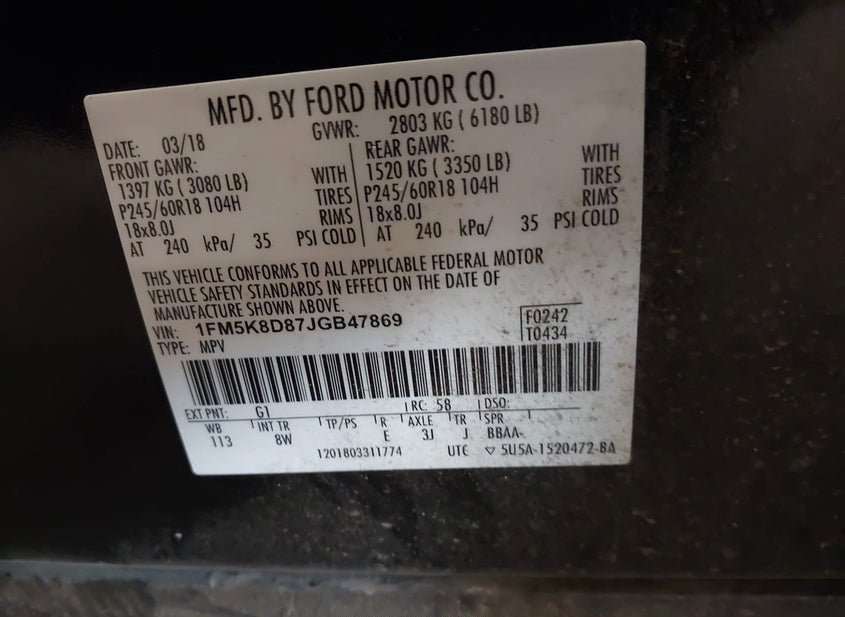 MFD. BY FORD MOTOR CO.
DATE: 03/18 GVWR: 2803 KG ( 6180 LB)
FRONT GAWR: REAR GAWR:
1397 KG ( 3080 LB) WITH 1520 KG ( 3350 LB) WITH
P245/60R18 104H TIRES P245/60R18 104H TIRES
18x8.0J RIMS 18x8.0J RIMS
AT 240 kPa/ 35 PSI COLD AT 240 kPa/ 35 PSI COLD
THIS VEHICLE CONFORMS TO ALL APPLICABLE FEDERAL MOTOR
VEHICLE SAFETY STANDARDS IN EFFECT ON THE DATE OF
MANUFACTURE SHOWN ABOVE.
VIN: 1FM5K8D87JGB47869 F0242
TYPE: MPV T0434
EXT PNT: G1 RC: 58 DSO:
WB INT TR TP/PS R AXLE TR SPR
113 8W E 3J J BBAA-
1201803311774 UTC ▽ 5U5A-1520472-BA